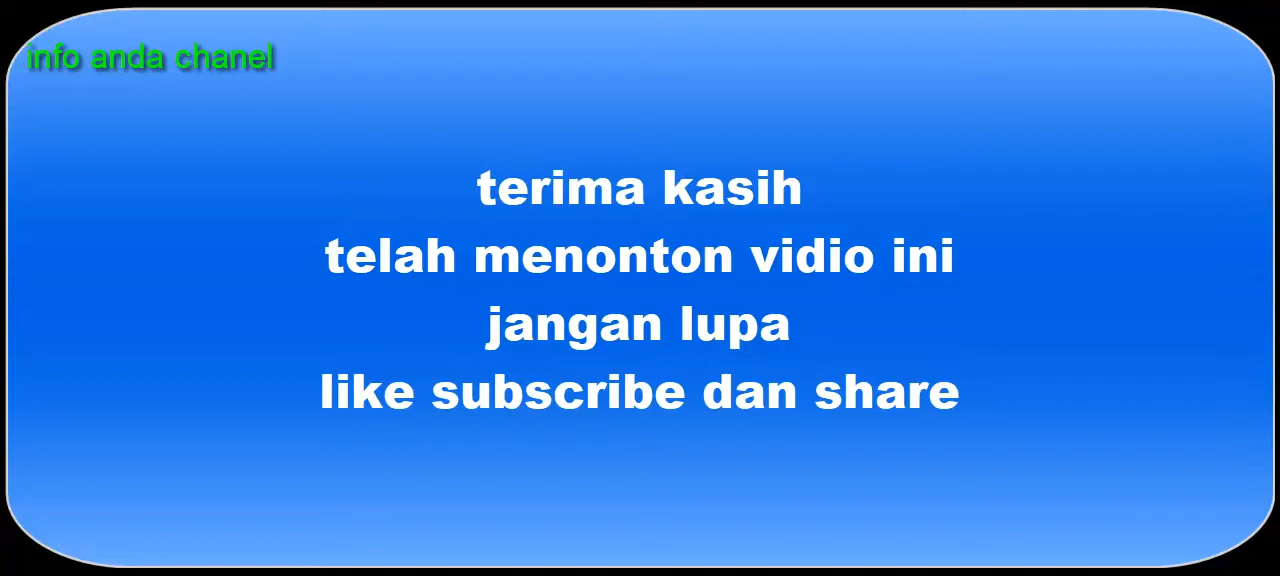 info anda chanel
terima kasih
telah menonton vidio ini
jangan lupa
like subscribe dan share